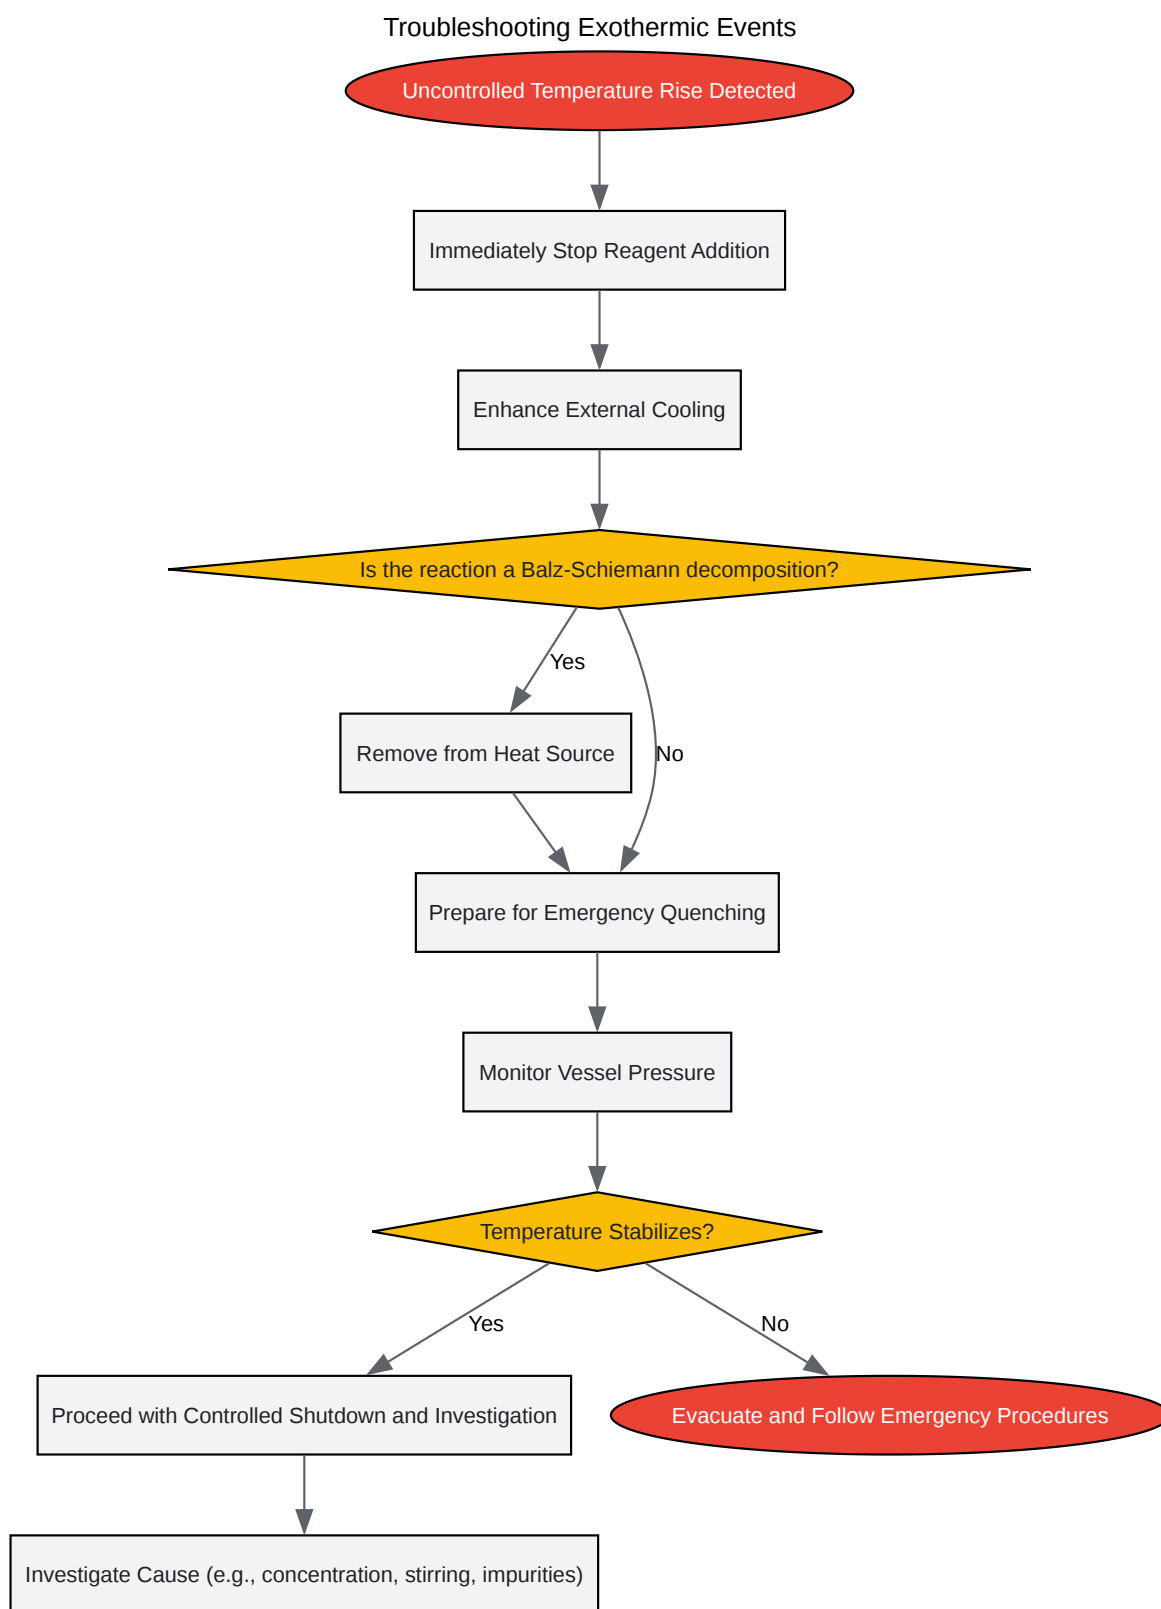 Troubleshooting Exothermic Events
Uncontrolled Temperature Rise Detected
Immediately Stop Reagent Addition
Enhance External Cooling
Is the reaction a Balz-Schiemann decomposition?
Yes
Remove from Heat Source
No
Prepare for Emergency Quenching
Monitor Vessel Pressure
Temperature Stabilizes?
Yes
No
Proceed with Controlled Shutdown and Investigation
Evacuate and Follow Emergency Procedures
Investigate Cause (e.g., concentration, stirring, impurities)